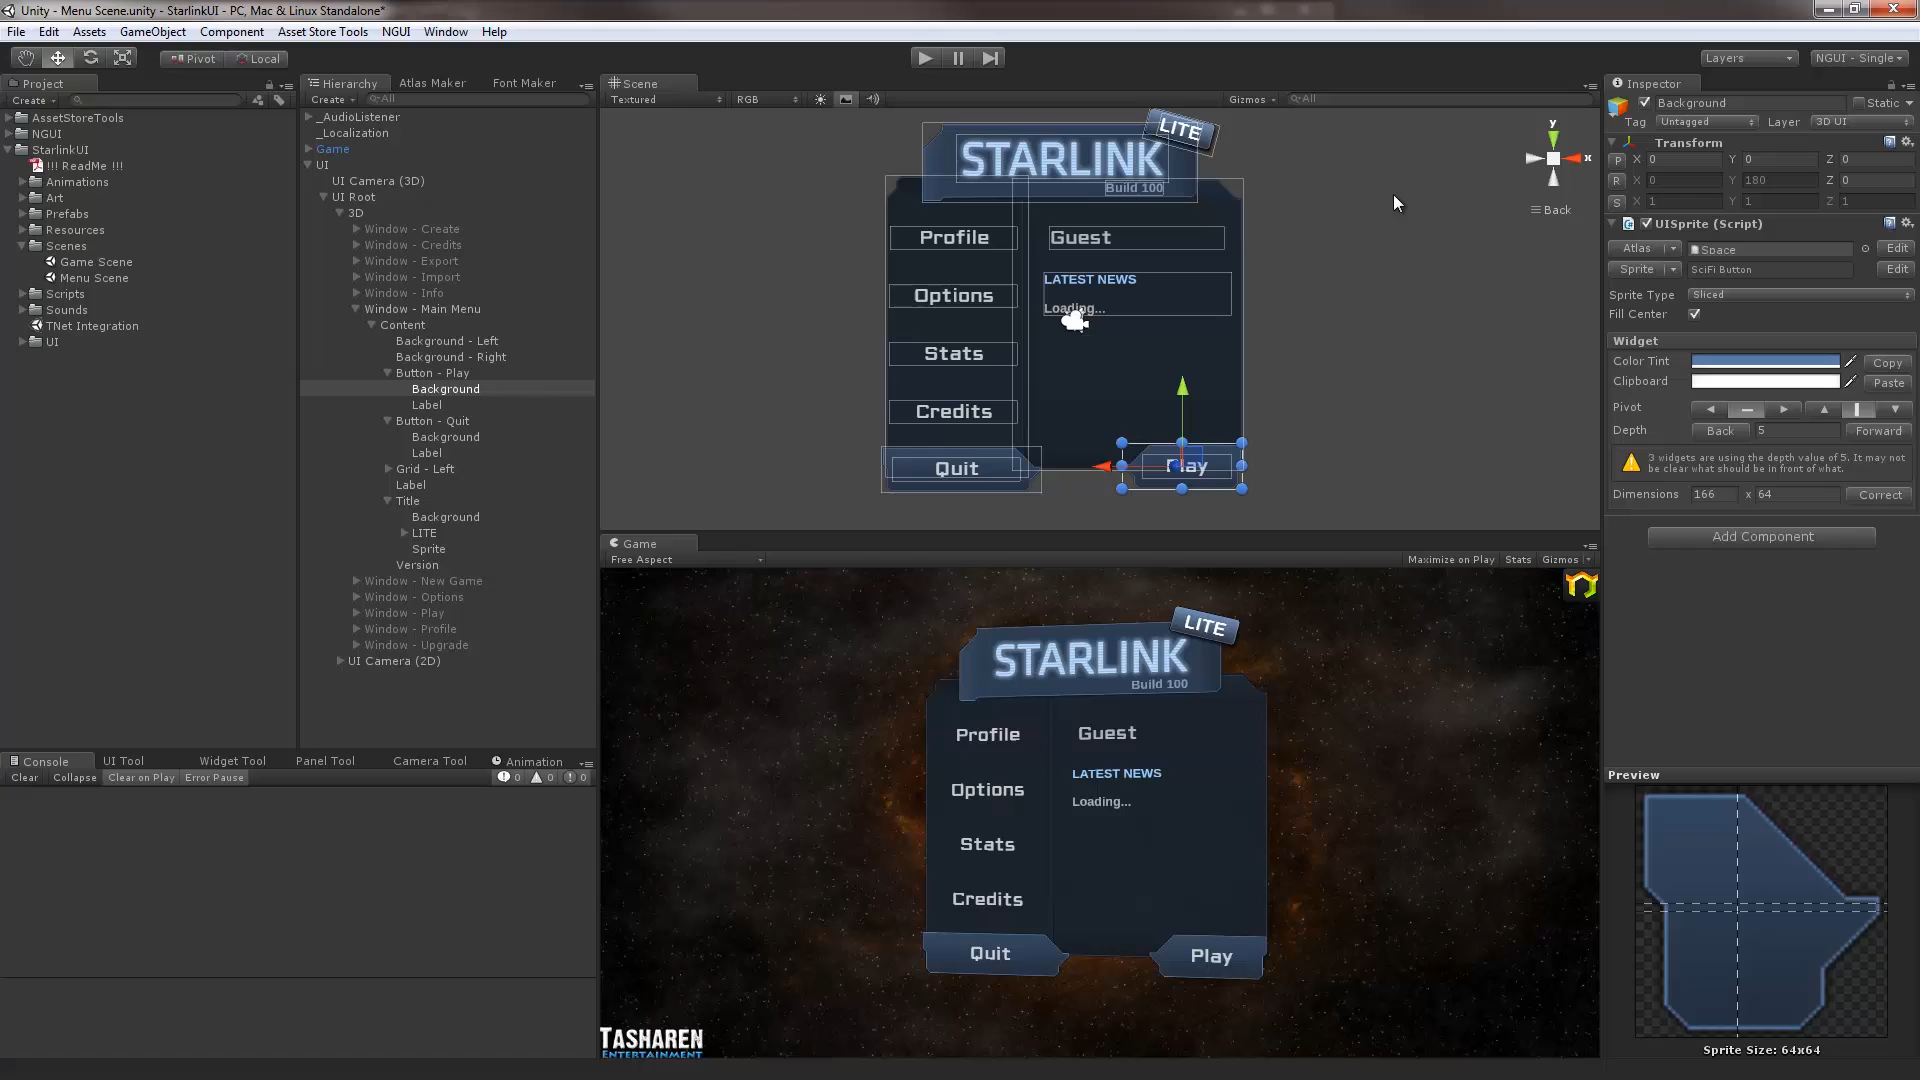 Unity - Menu Scene.unity - StarlinkUI - PC, Mac & Linux Standalone*
File Edit Assets GameObject Component Asset Store Tools NGUI Window Help
Pivot Local
Layers NGUI - Single
Project
Create
AssetStoreTools
NGUI
StarlinkUI
!!! ReadMe !!!
Animations
Art
Prefabs
Resources
Scenes
Game Scene
Menu Scene
Scripts
Sounds
TNet Integration
UI
Hierarchy Atlas Maker Font Maker
Create All
_AudioListener
_Localization
Game
UI
UI Camera (3D)
UI Root
3D
Window - Create
Window - Credits
Window - Export
Window - Import
Window - Info
Window - Main Menu
Content
Background - Left
Background - Right
Button - Play
Background
Label
Button - Quit
Background
Label
Grid - Left
Label
Title
Background
LITE
Sprite
Version
Window - New Game
Window - Options
Window - Play
Window - Profile
Window - Upgrade
UI Camera (2D)
Scene
Textured RGB Gizmos All
LITE
STARLINK
Build 100
y
x
Back
Profile
Options
Stats
Credits
Quit
Guest
LATEST NEWS
Loading...
Play
Game
Free Aspect Maximize on Play Stats Gizmos
LITE
STARLINK
Build 100
Profile
Options
Stats
Credits
Quit
Guest
LATEST NEWS
Loading...
Play
TASHAREN
ENTERTAINMENT
Console UI Tool Widget Tool Panel Tool Camera Tool Animation
Clear Collapse Clear on Play Error Pause 0 0 0
Inspector
Background Static
Tag Untagged Layer 3D UI
Transform
P X 0 Y 0 Z 0
R X 0 Y 180 Z 0
S X 1 Y 1 Z 1
UISprite (Script)
Atlas Space Edit
Sprite SciFi Button Edit
Sprite Type Sliced
Fill Center
Widget
Color Tint Copy
Clipboard Paste
Pivot
Depth Back 5 Forward
3 widgets are using the depth value of 5. It may not
be clear what should be in front of what.
Dimensions 166 x 64 Correct
Add Component
Preview
Sprite Size: 64x64